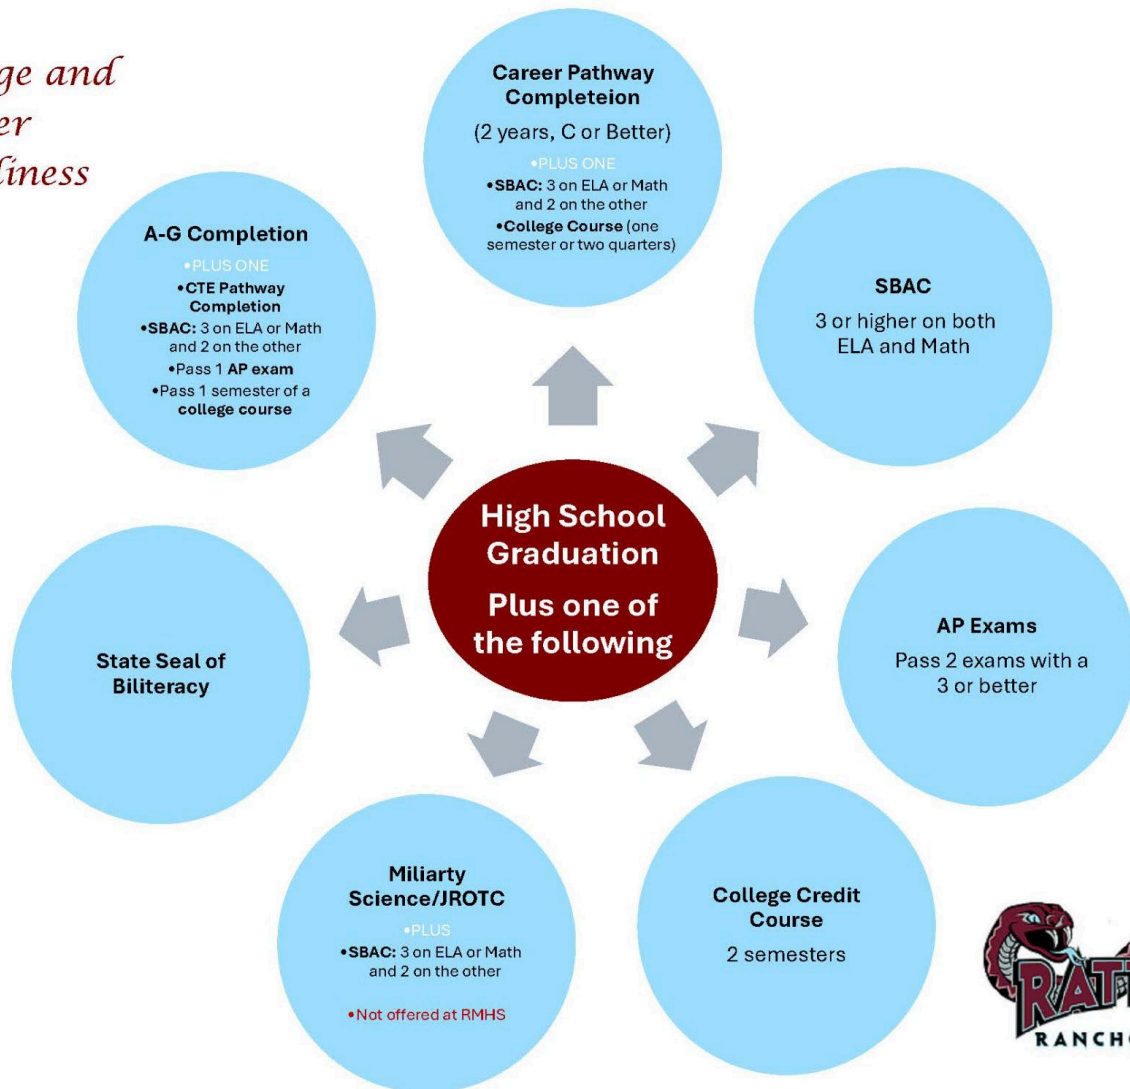 ge and
er
liness
Career Pathway
Completeion
(2 years, C or Better)
•PLUS ONE
•SBAC: 3 on ELA or Math
and 2 on the other
•College Course (one
semester or two quarters)
A-G Completion
•PLUS ONE
•CTE Pathway
Completion
•SBAC: 3 on ELA or Math
and 2 on the other
•Pass 1 AP exam
•Pass 1 semester of a
college course
SBAC
3 or higher on both
ELA and Math
High School
Graduation
Plus one of
the following
State Seal of
Biliteracy
AP Exams
Pass 2 exams with a
3 or better
Miliarty
Science/JROTC
•PLUS
•SBAC: 3 on ELA or Math
and 2 on the other
•Not offered at RMHS
College Credit
Course
2 semesters
RATT
RANCHO